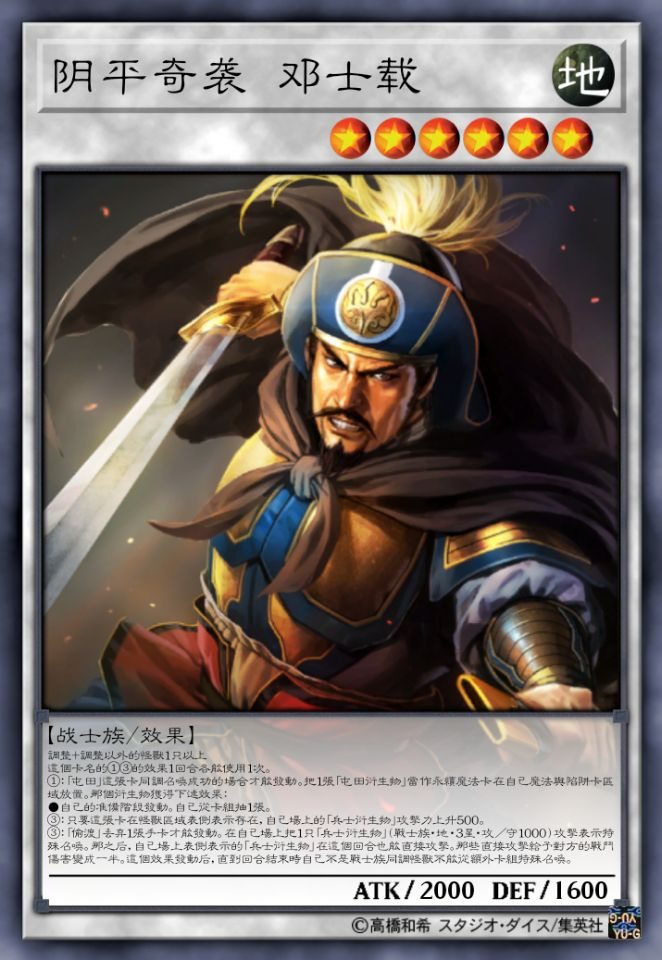 阴平奇袭 邓士载
地
【战士族/效果】
調整+調整以外的怪獸1只以上
這個卡名的①③的效果1回合各能使用1次。
①:「屯田」這張卡同調召喚成功的場合才能發動。把1張「屯田衍生物」當作永續魔法卡在自己魔法與陷阱卡區
域放置。那個衍生物獲得下述效果:
●自己的准備階段發動。自己從卡組抽1張。
③:只要這張卡在怪獸區域表側表示存在,自己場上的「兵士衍生物」攻擊力上升500。
③:「偷渡」去弃1張手卡才能發動。在自己場上把1只「兵士衍生物」(戰士族·地·3星·攻/守1000)攻擊表示特
殊召喚。那之后,自己場上表側表示的「兵士衍生物」在這個回合也能直接攻擊。那些直接攻擊給予對方的戰鬥
傷害變成一半。這個效果發動后,直到回合結束時自己不是戰士族同調怪獸不能從額外卡組特殊召喚。
ATK/2000 DEF/1600
©高橋和希 スタジオ・ダイス/集英社